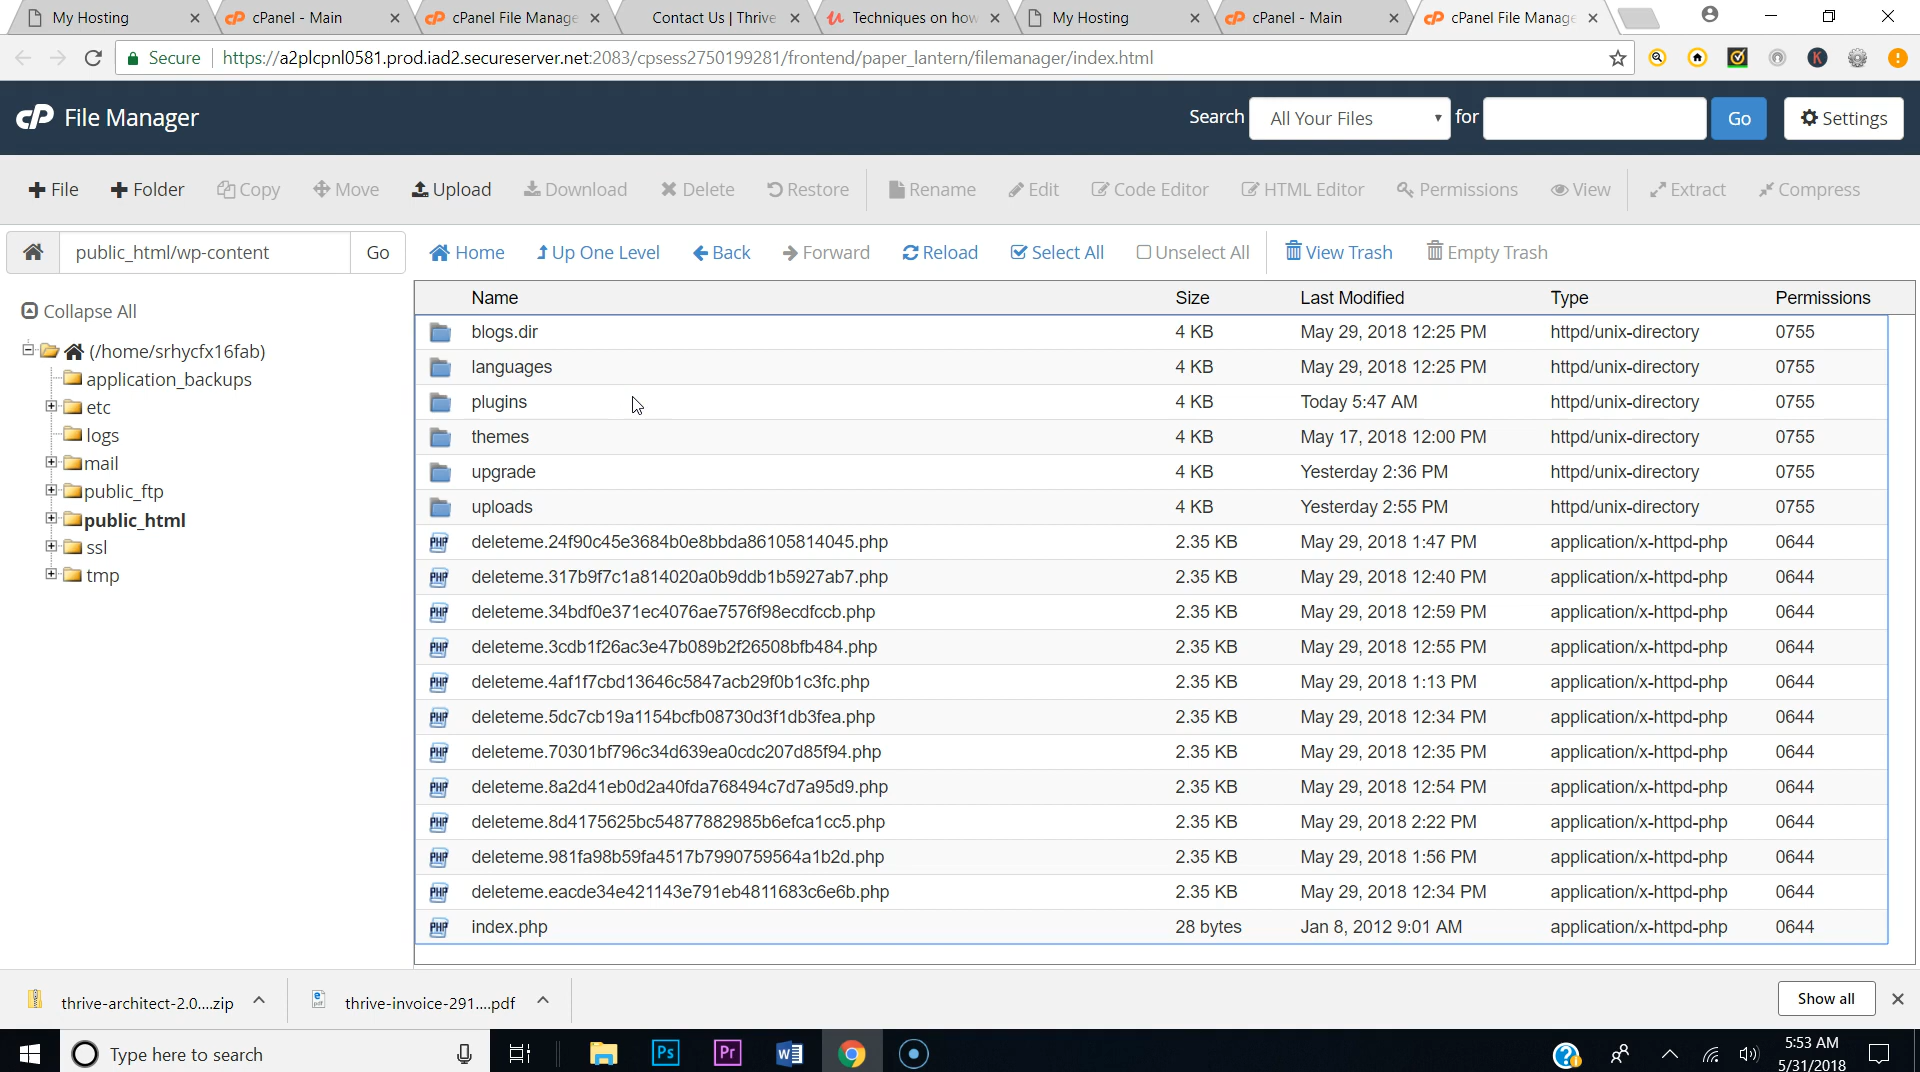 My Hosting
cPanel - Main
cPanel File Manage
Contact Us | Thrive
Techniques on how
My Hosting
cPanel - Main
cPanel File Manage
Secure
https://a2plcpnl0581.prod.iad2.secureserver.net:2083/cpsess2750199281/frontend/paper_lantern/filemanager/index.html
cP File Manager
Search All Your Files for Go Settings
File Folder Copy Move Upload Download Delete Restore Rename Edit Code Editor HTML Editor Permissions View Extract Compress
public_html/wp-content Go
Home Up One Level Back Forward Reload Select All Unselect All View Trash Empty Trash
Collapse All
(/home/srhycfx16fab)
application_backups
etc
logs
mail
public_ftp
public_html
ssl
tmp
Name Size Last Modified Type Permissions
blogs.dir 4 KB May 29, 2018 12:25 PM httpd/unix-directory 0755
languages 4 KB May 29, 2018 12:25 PM httpd/unix-directory 0755
plugins 4 KB Today 5:47 AM httpd/unix-directory 0755
themes 4 KB May 17, 2018 12:00 PM httpd/unix-directory 0755
upgrade 4 KB Yesterday 2:36 PM httpd/unix-directory 0755
uploads 4 KB Yesterday 2:55 PM httpd/unix-directory 0755
PHP deleteme.24f90c45e3684b0e8bbda86105814045.php 2.35 KB May 29, 2018 1:47 PM application/x-httpd-php 0644
PHP deleteme.317b9f7c1a814020a0b9ddb1b5927ab7.php 2.35 KB May 29, 2018 12:40 PM application/x-httpd-php 0644
PHP deleteme.34bdf0e371ec4076ae7576f98ecdfccb.php 2.35 KB May 29, 2018 12:59 PM application/x-httpd-php 0644
PHP deleteme.3cdb1f26ac3e47b089b2f26508bfb484.php 2.35 KB May 29, 2018 12:55 PM application/x-httpd-php 0644
PHP deleteme.4af1f7cbd13646c5847acb29f0b1c3fc.php 2.35 KB May 29, 2018 1:13 PM application/x-httpd-php 0644
PHP deleteme.5dc7cb19a1154bcfb08730d3f1db3fea.php 2.35 KB May 29, 2018 12:34 PM application/x-httpd-php 0644
PHP deleteme.70301bf796c34d639ea0cdc207d85f94.php 2.35 KB May 29, 2018 12:35 PM application/x-httpd-php 0644
PHP deleteme.8a2d41eb0d2a40fda768494c7d7a95d9.php 2.35 KB May 29, 2018 12:54 PM application/x-httpd-php 0644
PHP deleteme.8d4175625bc54877882985b6efca1cc5.php 2.35 KB May 29, 2018 2:22 PM application/x-httpd-php 0644
PHP deleteme.981fa98b59fa4517b7990759564a1b2d.php 2.35 KB May 29, 2018 1:56 PM application/x-httpd-php 0644
PHP deleteme.eacde34e421143e791eb4811683c6e6b.php 2.35 KB May 29, 2018 12:34 PM application/x-httpd-php 0644
PHP index.php 28 bytes Jan 8, 2012 9:01 AM application/x-httpd-php 0644
thrive-architect-2.0....zip
thrive-invoice-291....pdf
Show all
Type here to search
Ps
Pr
5:53 AM
5/31/2018